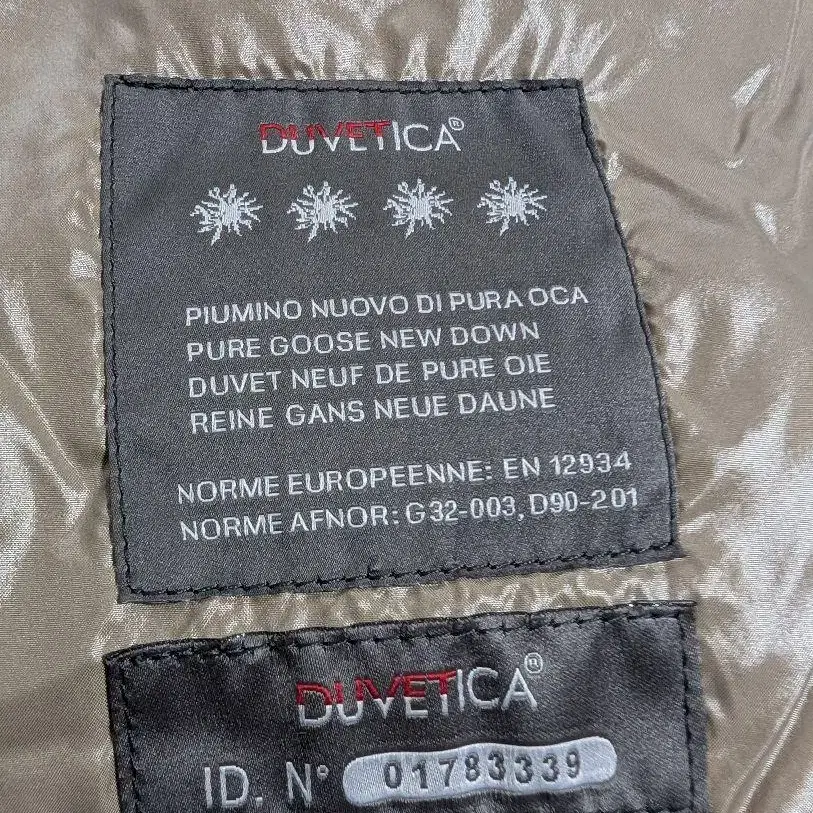 DUVETICA®
PIUMINO NUOVO DI PURA OCA
PURE GOOSE NEW DOWN
DUVET NEUF DE PURE OIE
REINE GANS NEUE DAUNE
NORME EUROPEENNE: EN 12934
NORME AFNOR: G32-003, D90-201
DUVETICA®
ID. N° 01783339